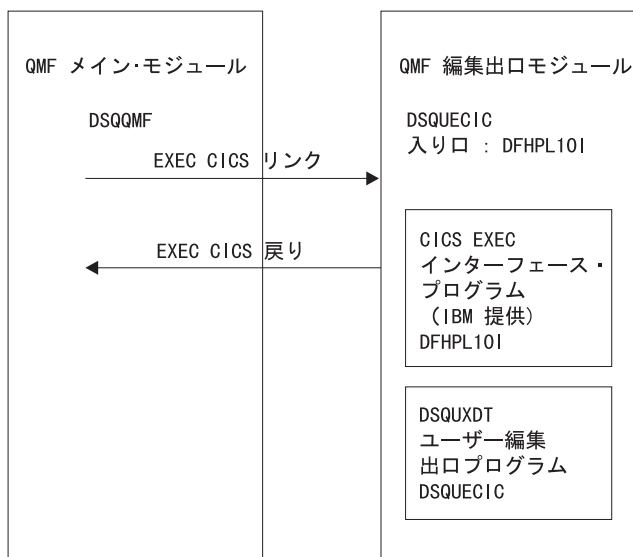 QMF メイン・モジュール
DSQQMF
EXEC CICS リンク
EXEC CICS 戻り
QMF 編集出口モジュール
DSQUECIC
入り口 : DFHPL1OI
CICS EXEC
インターフェース・
プログラム
(IBM 提供)
DFHPL1OI
DSQUXDT
ユーザー編集
出口プログラム
DSQUECIC